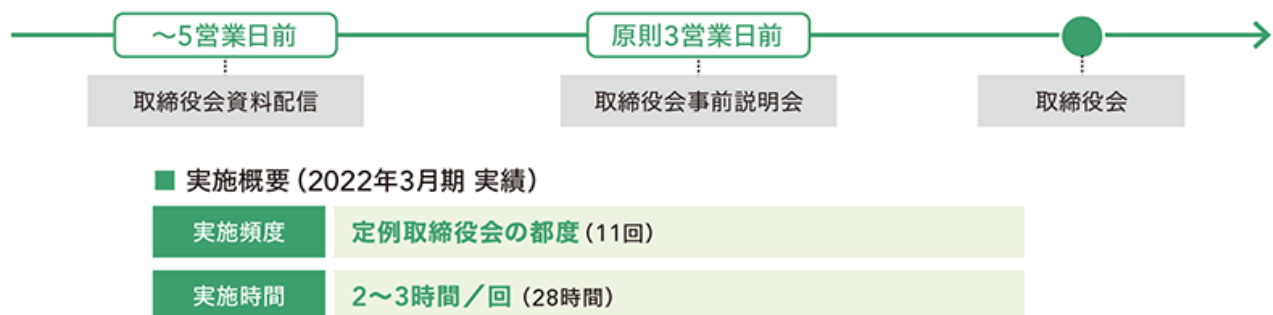 ~5営業日前
原則3営業日前
取締役会資料配信
取締役会事前説明会
取締役会
■ 実施概要（2022年3月期 実績）
実施頻度 定例取締役会の都度（11回）
実施時間 2～3時間／回（28時間）